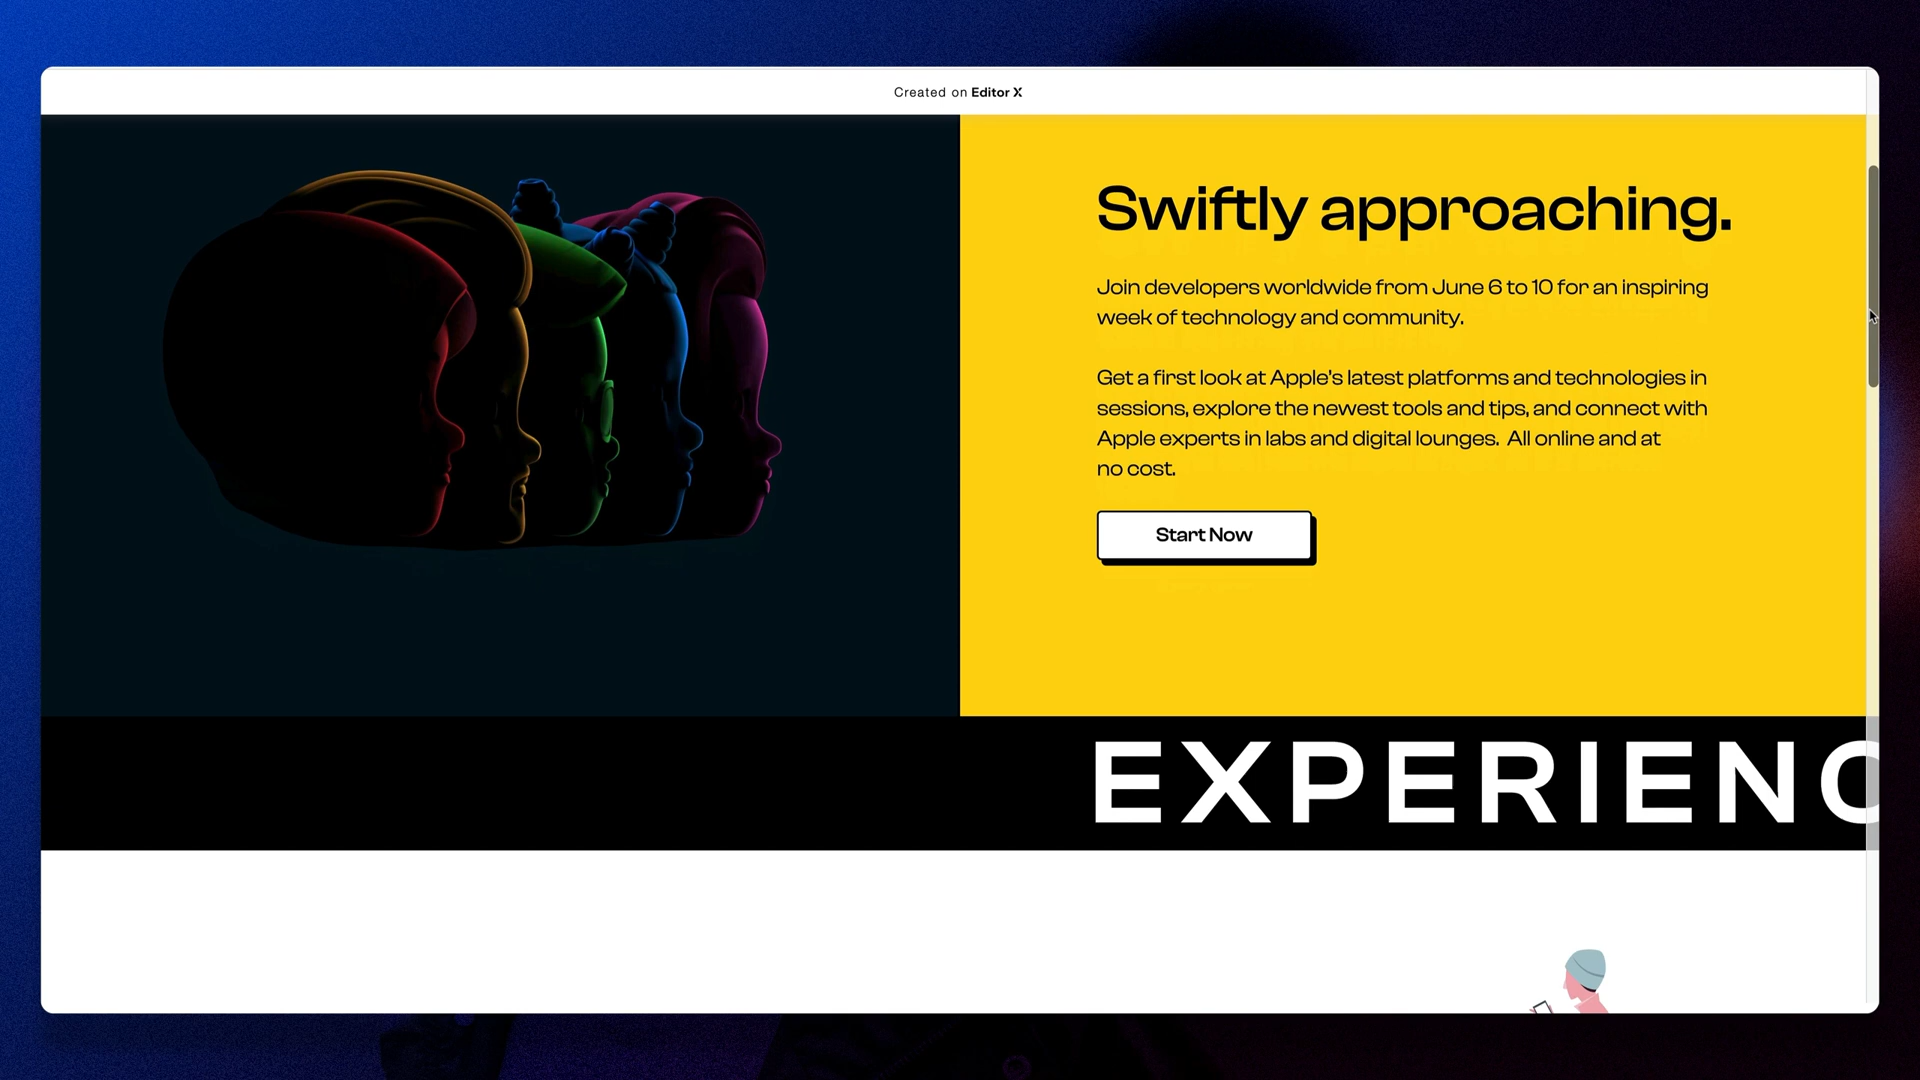 Created on Editor X
Swiftly approaching.
Join developers worldwide from June 6 to 10 for an inspiring
week of technology and community.
Get a first look at Apple's latest platforms and technologies in
sessions, explore the newest tools and tips, and connect with
Apple experts in labs and digital lounges. All online and at
no cost.
Start Now
EXPERIENC